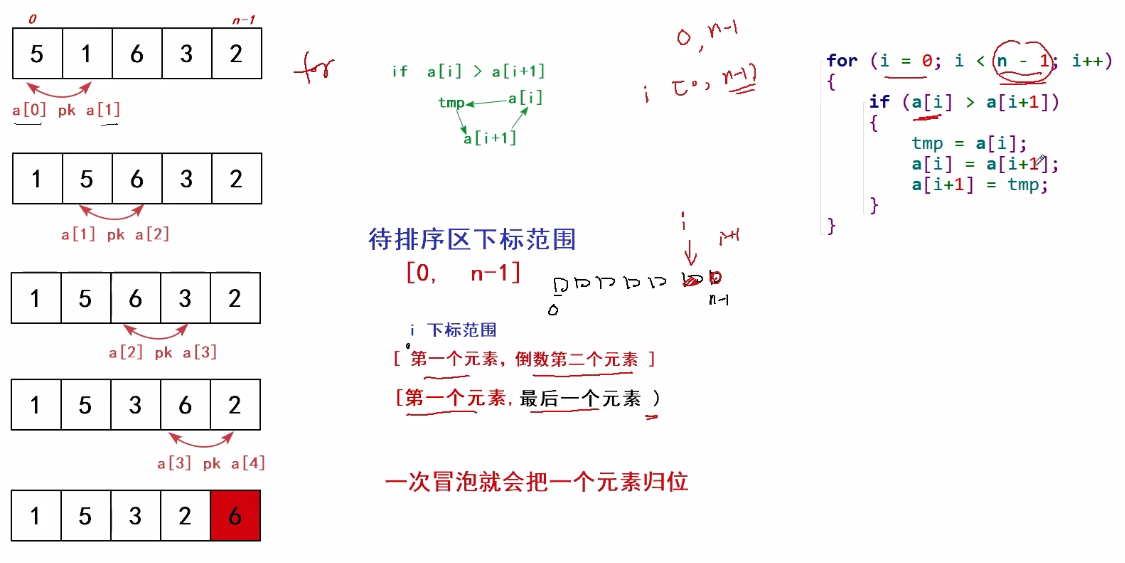 0 n-1
5 1 6 3 2
a[0] pk a[1]
1 5 6 3 2
a[1] pk a[2]
1 5 6 3 2
a[2] pk a[3]
1 5 3 6 2
a[3] pk a[4]
1 5 3 2 6
for
if a[i] > a[i+1]
tmp a[i]
a[i+1]
0, n-1
i [0, n-1)
待排序区下标范围
[0, n-1]
i
i+1
0
n-1
i 下标范围
[ 第一个元素, 倒数第二个元素 ]
[第一个元素, 最后一个元素 )
一次冒泡就会把一个元素归位
for (i = 0; i < n - 1; i++)
{
if (a[i] > a[i+1])
{
tmp = a[i];
a[i] = a[i+1];
a[i+1] = tmp;
}
}